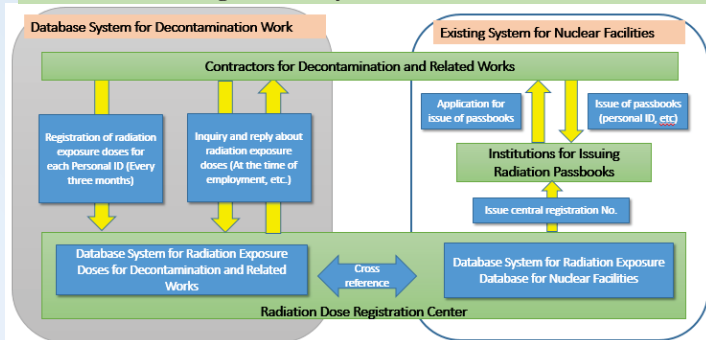 Database System for Decontamination Work
Existing System for Nuclear Facilities
Contractors for Decontamination and Related Works
Registration of radiation
exposure doses for
each Personal ID (Every
three months)
Inquiry and reply about
radiation exposure
doses (At the time of
employment, etc.)
Application for
issue of passbooks
Issue of passbooks
(personal ID, etc)
Institutions for Issuing
Radiation Passbooks
Issue central registration No.
Database System for Radiation Exposure
Doses for Decontamination and Related
Works
Cross
reference
Database System for Radiation Exposure
Database for Nuclear Facilities
Radiation Dose Registration Center